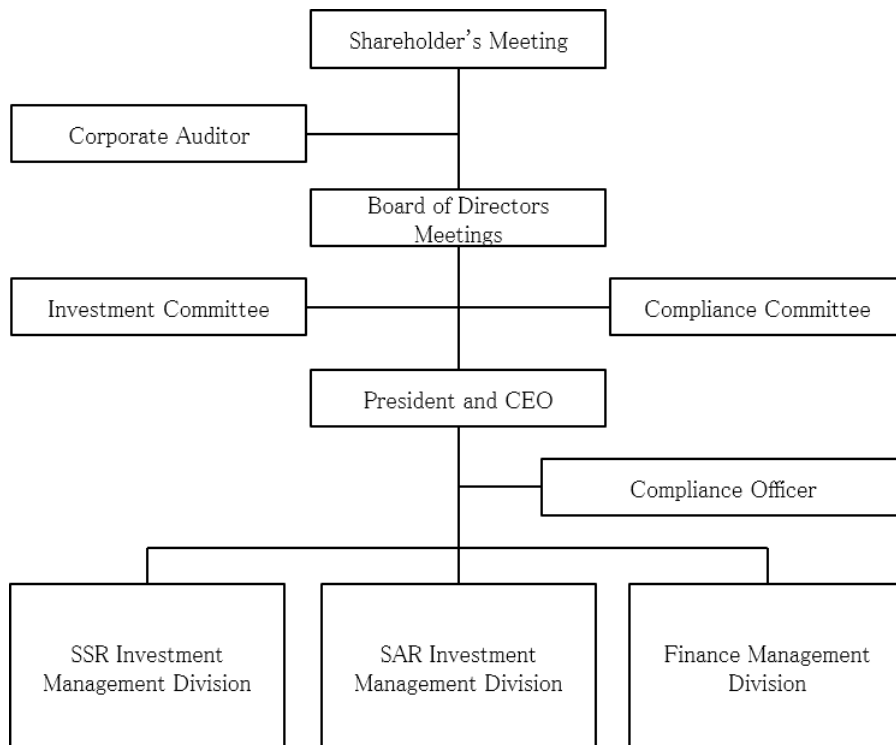 Shareholder’s Meeting
Corporate Auditor
Board of Directors
Meetings
Investment Committee
Compliance Committee
President and CEO
Compliance Officer
SSR Investment
Management Division
SAR Investment
Management Division
Finance Management
Division